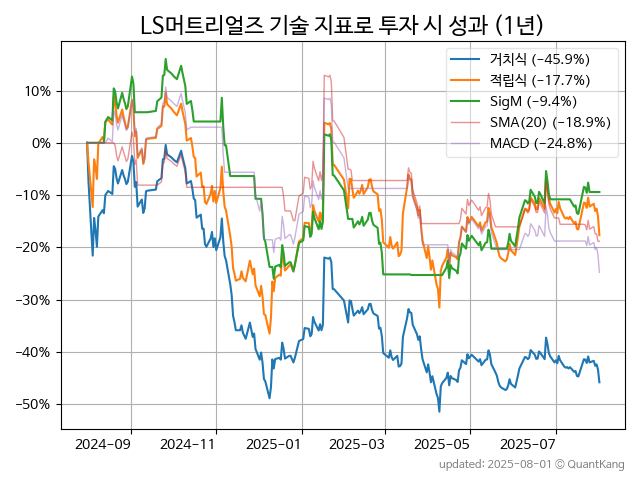 LS머트리얼즈 기술 지표로 투자 시 성과 (1년)
거치식 (−45.9%)
적립식 (−17.7%)
SigM (−9.4%)
SMA(20) (−18.9%)
MACD (−24.8%)
10%
0%
−10%
−20%
−30%
−40%
−50%
2024-09 2024-11 2025-01 2025-03 2025-05 2025-07
updated: 2025-08-01 © QuantKang